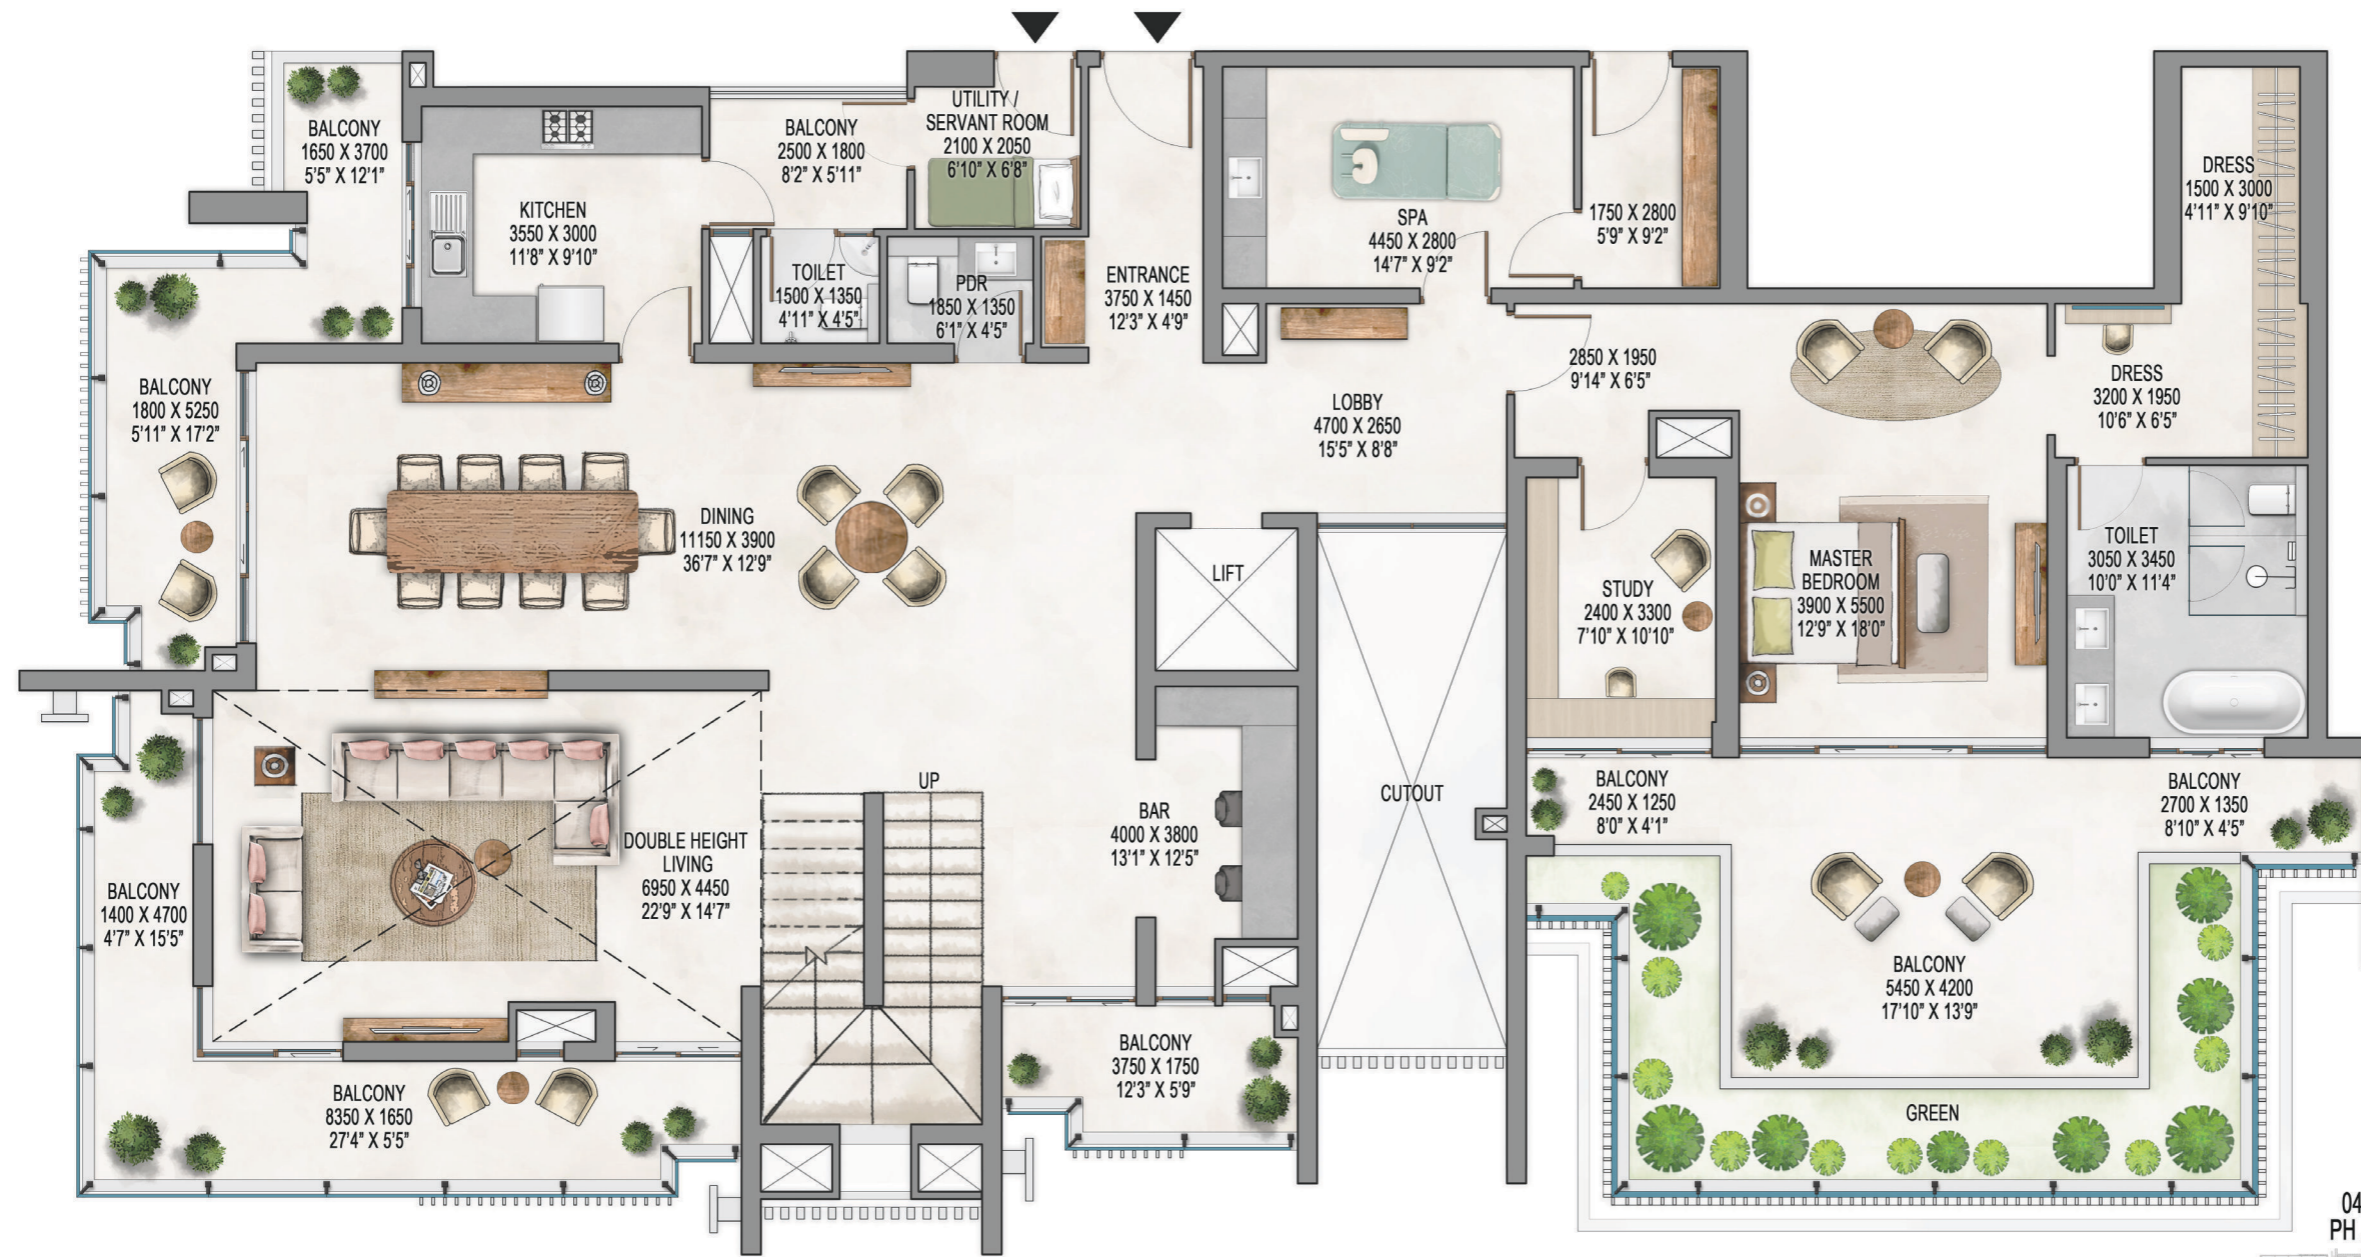 BALCONY
1650 X 3700
5'5" X 12'1"
KITCHEN
3550 X 3000
11'8" X 9'10"
BALCONY
2500 X 1800
8'2" X 5'11"
UTILITY /
SERVANT ROOM
2100 X 2050
6'10" X 6'8"
TOILET
1500 X 1350
4'11" X 4'5"
PDR
1850 X 1350
6'1" X 4'5"
ENTRANCE
3750 X 1450
12'3" X 4'9"
SPA
4450 X 2800
14'7" X 9'2"
1750 X 2800
5'9" X 9'2"
DRESS
1500 X 3000
4'11" X 9'10"
BALCONY
1800 X 5250
5'11" X 17'2"
LOBBY
4700 X 2650
15'5" X 8'8"
2850 X 1950
9'14" X 6'5"
DRESS
3200 X 1950
10'6" X 6'5"
DINING
11150 X 3900
36'7" X 12'9"
LIFT
STUDY
2400 X 3300
7'10" X 10'10"
MASTER
BEDROOM
3900 X 5500
12'9" X 18'0"
TOILET
3050 X 3450
10'0" X 11'4"
BALCONY
1400 X 4700
4'7" X 15'5"
DOUBLE HEIGHT
LIVING
6950 X 4450
22'9" X 14'7"
UP
BAR
4000 X 3800
13'1" X 12'5"
CUTOUT
BALCONY
2450 X 1250
8'0" X 4'1"
BALCONY
2700 X 1350
8'10" X 4'5"
BALCONY
5450 X 4200
17'10" X 13'9"
BALCONY
8350 X 1650
27'4" X 5'5"
BALCONY
3750 X 1750
12'3" X 5'9"
GREEN
04
PH